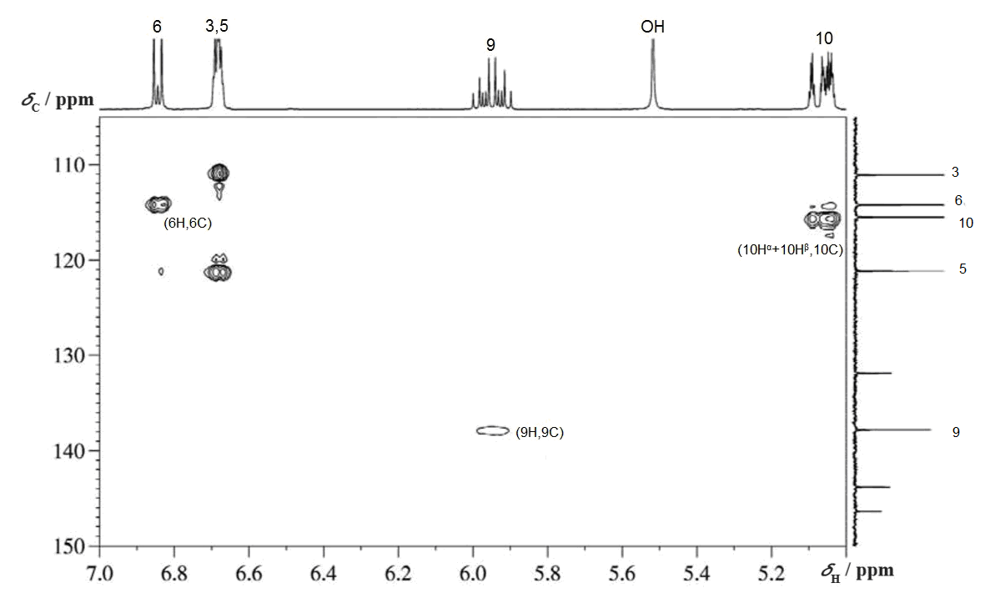 6 3,5 9 OH 10
δC / ppm
110 3
6
(6H,6C) 10
(10Hα+10Hβ,10C)
120 5
130
(9H,9C) 9
140
150
7.0 6.8 6.6 6.4 6.2 6.0 5.8 5.6 5.4 5.2 δH / ppm